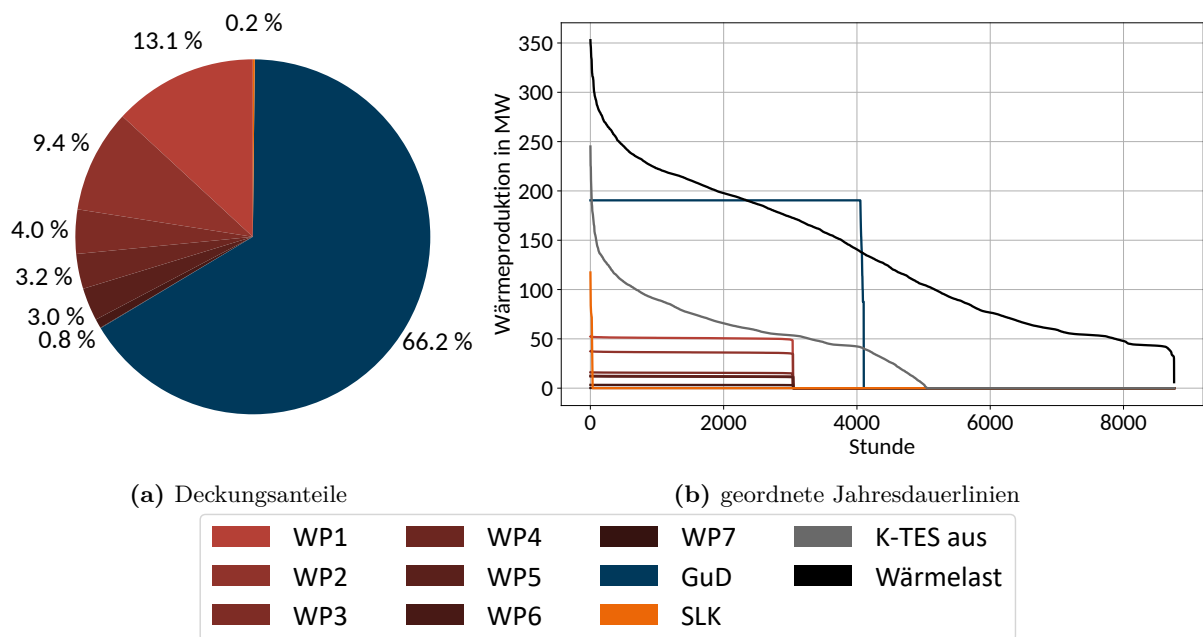 0.2 %
13.1 %
9.4 %
4.0 %
3.2 %
3.0 %
0.8 %
66.2 %
Wärmeproduktion in MW
350
300
250
200
150
100
50
0
0 2000 4000 6000 8000
Stunde
(a) Deckungsanteile
(b) geordnete Jahresdauerlinien
WP1 WP4 WP7 K-TES aus
WP2 WP5 GuD Wärmelast
WP3 WP6 SLK